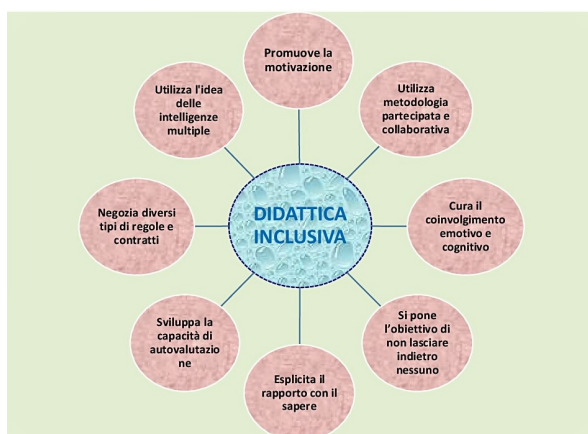 Promuove la
motivazione
Utilizza
metodologia
partecipata e
collaborativa
Cura il
coinvolgimento
emotivo e
cognitivo
Si pone
l'obiettivo di
non lasciare
indietro
nessuno
Esplicita il
rapporto con il
sapere
Sviluppa la
capacità di
autovalutazio
ne
Negozia diversi
tipi di regole e
contratti
Utilizza l'idea
delle
intelligenze
multiple
DIDATTICA
INCLUSIVA